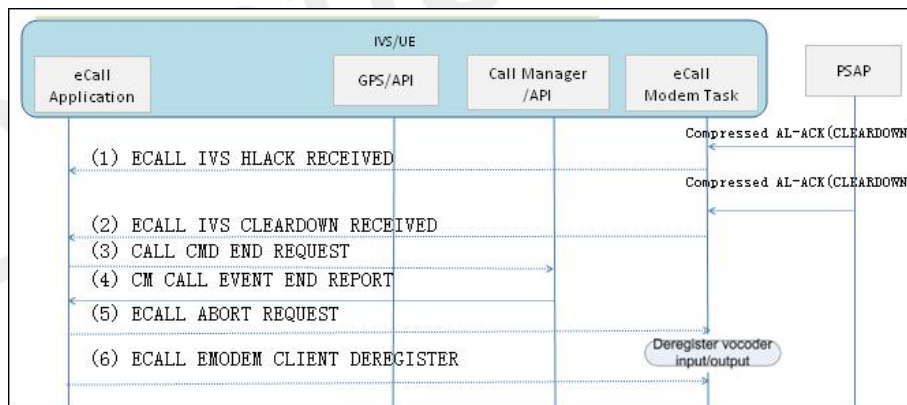 IVS/UE
eCall
Application
GPS/API
Call Manager
/API
eCall
Modem Task
PSAP
Compressed AL-ACK(CLEARDOWN
(1) ECALL IVS HLACK RECEIVED
Compressed AL-ACK(CLEARDOWN
(2) ECALL IVS CLEARDOWN RECEIVED
(3) CALL CMD END REQUEST
(4) CM CALL EVENT END REPORT
(5) ECALL ABORT REQUEST
Deregister vocoder
input/output
(6) ECALL EMODEM CLIENT DEREGISTER